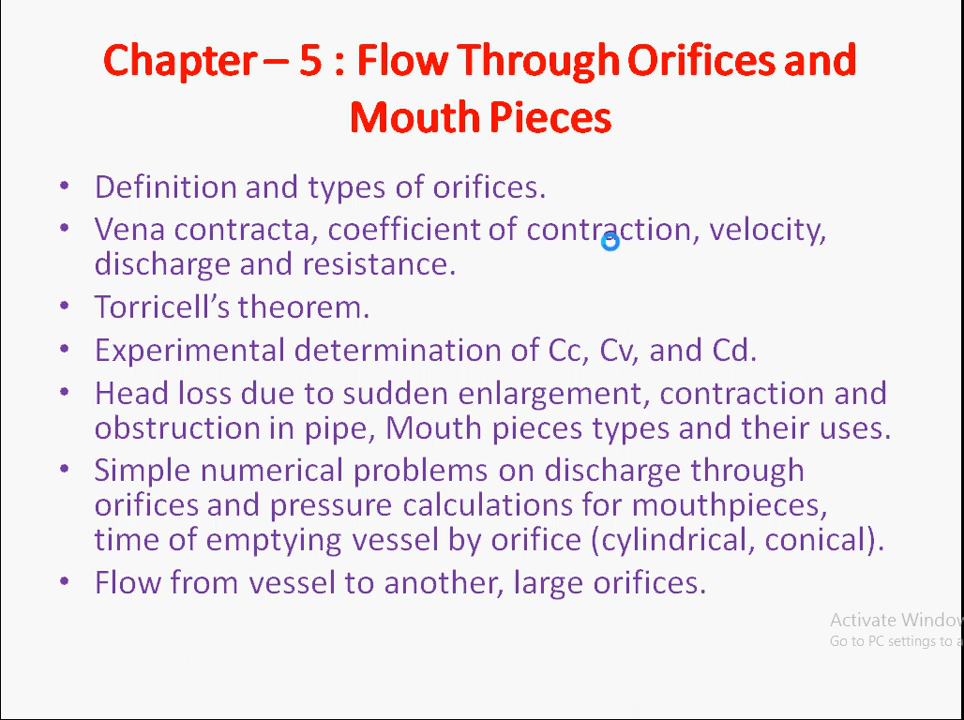 Chapter – 5 : Flow Through Orifices and
Mouth Pieces
• Definition and types of orifices.
• Vena contracta, coefficient of contraction, velocity,
discharge and resistance.
• Torricell’s theorem.
• Experimental determination of Cc, Cv, and Cd.
• Head loss due to sudden enlargement, contraction and
obstruction in pipe, Mouth pieces types and their uses.
• Simple numerical problems on discharge through
orifices and pressure calculations for mouthpieces,
time of emptying vessel by orifice (cylindrical, conical).
• Flow from vessel to another, large orifices.
Activate Window
Go to PC settings to a